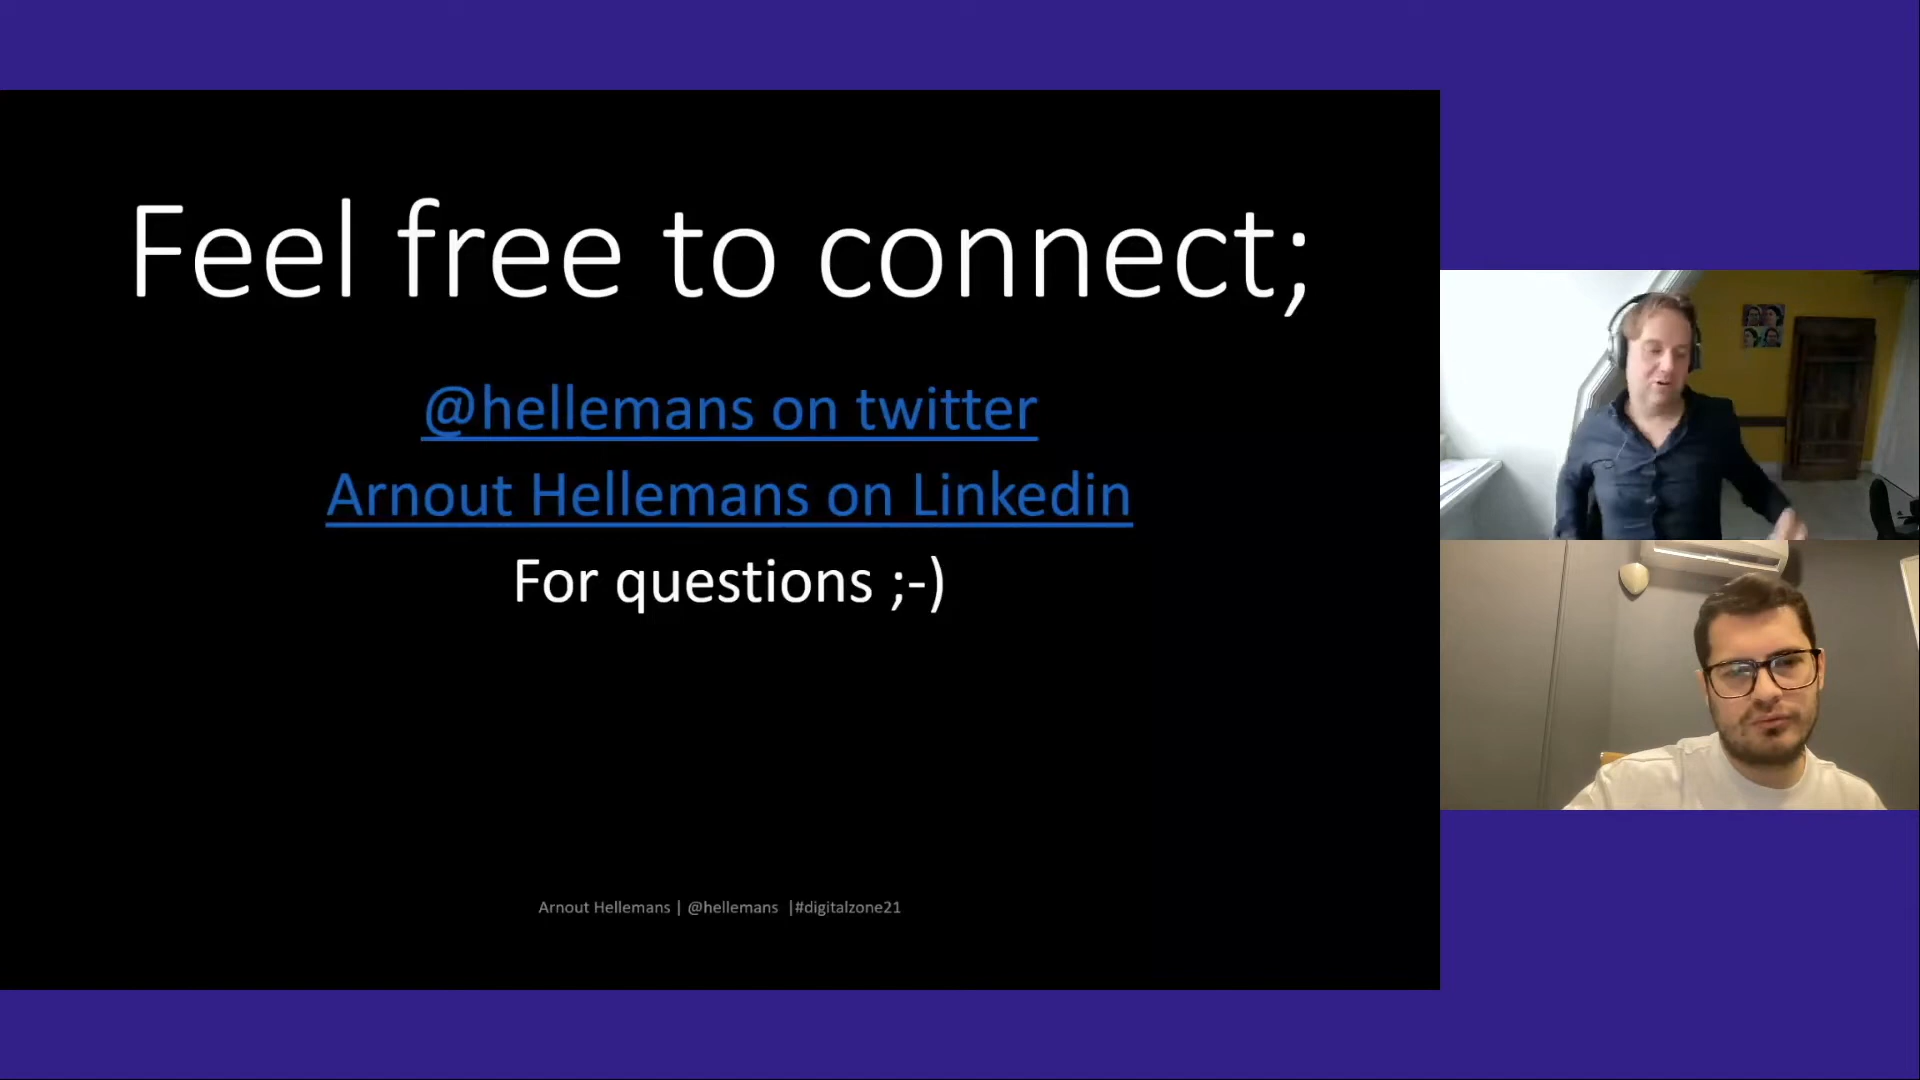 Feel free to connect;
@hellemans on twitter
Arnout Hellemans on Linkedin
For questions ;-)
Arnout Hellemans | @hellemans |#digitalzone21